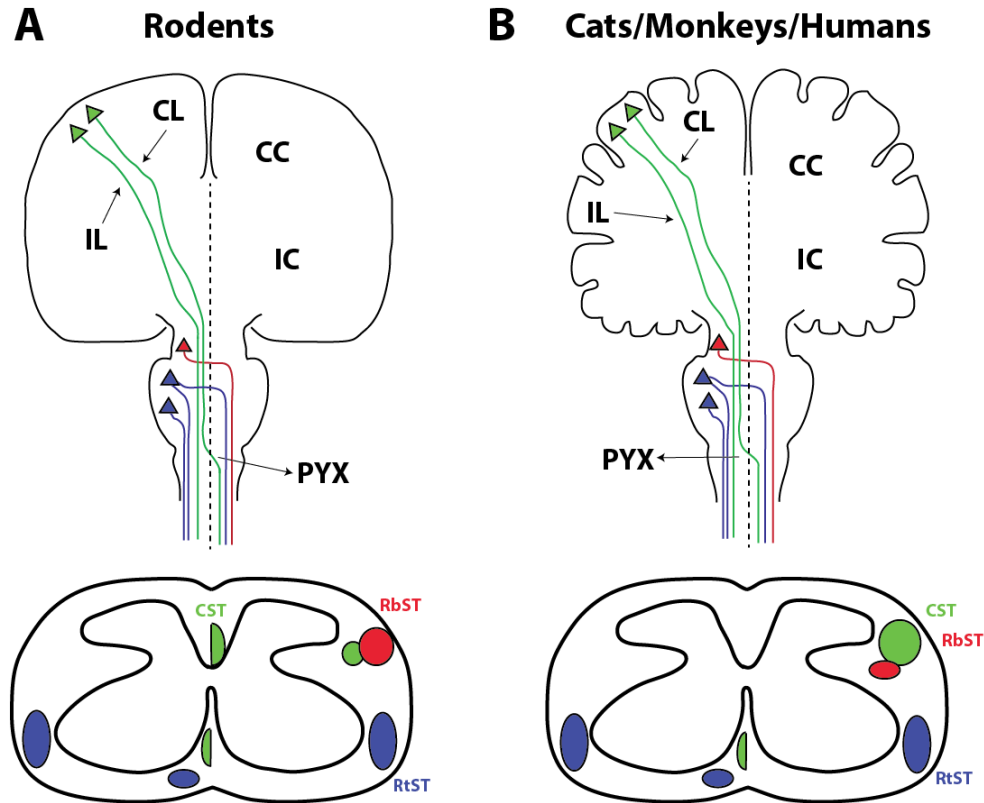 A Rodents
B Cats/Monkeys/Humans
CL
CC
IL
IC
PYX
CL
CC
IL
IC
PYX
CST
RbST
RtST
CST
RbST
RtST